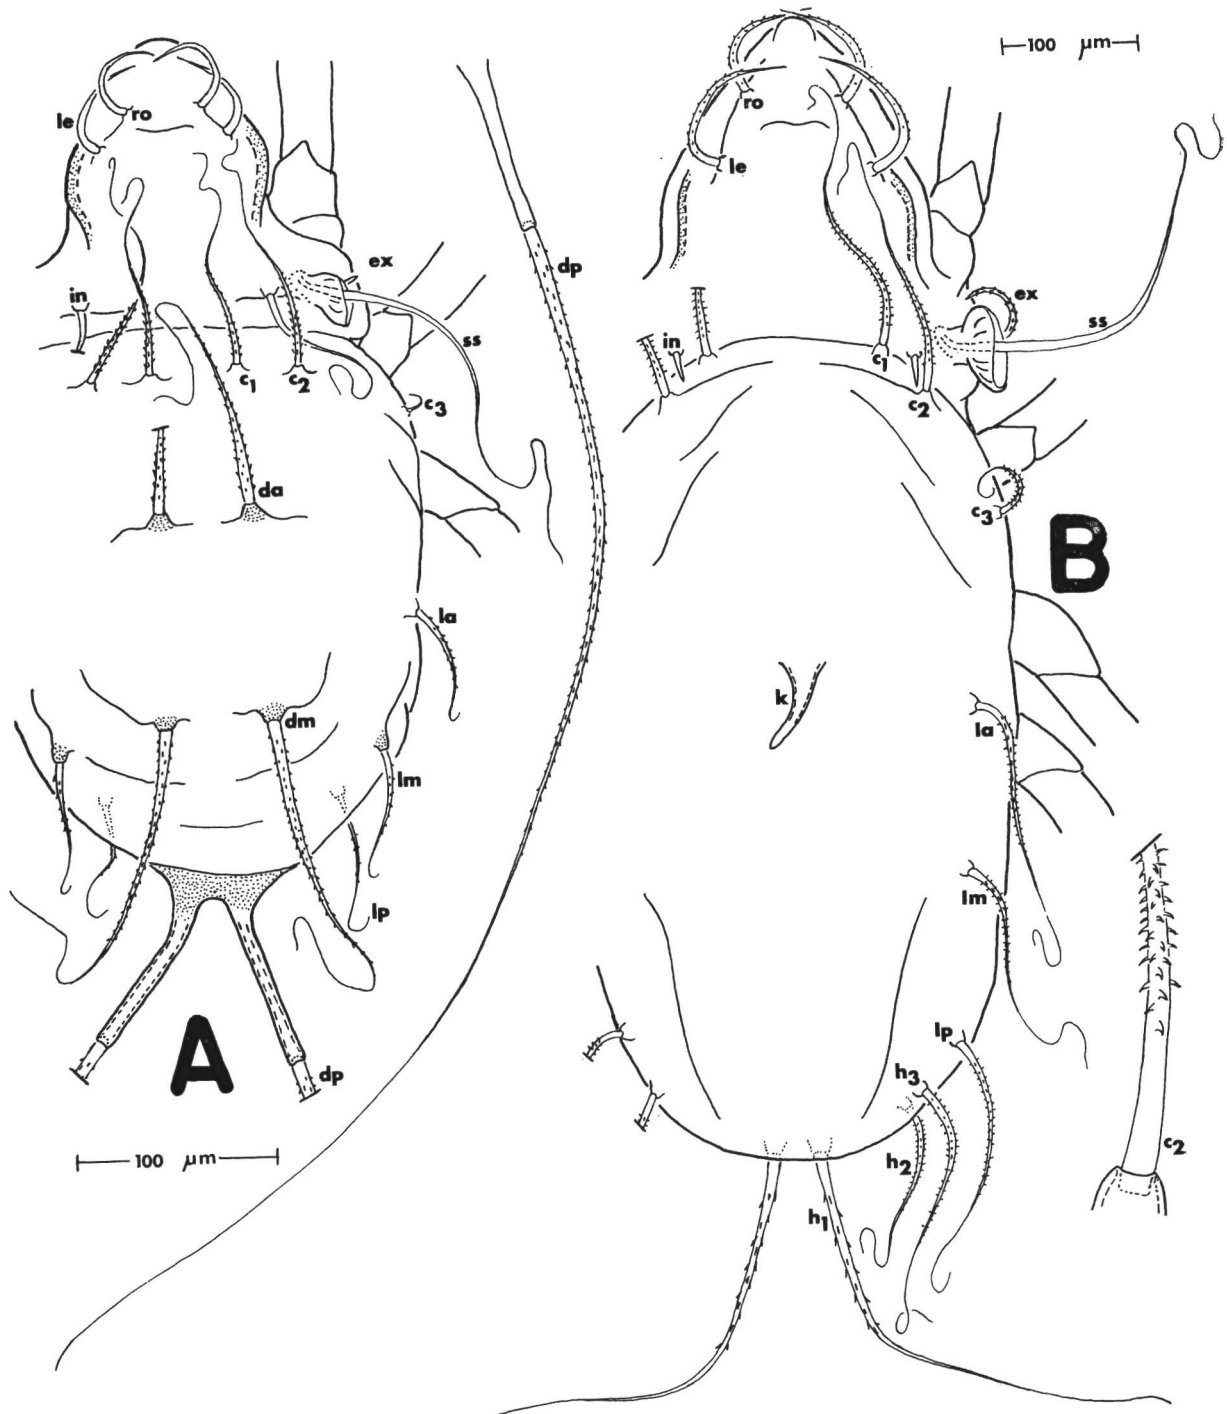 100 µm
le
ro
ro
le
dp
ex
in
ex
ss
ss
in
c1
c2
c1
c3
c2
da
c3
B
la
k
dm
la
lm
lm
lp
A
lp
dp
h3
c2
100 µm
h2
h1